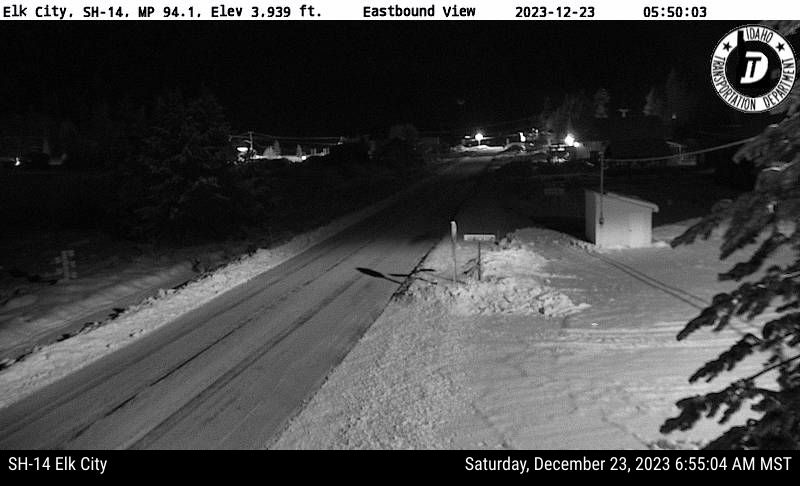 Elk City, SH-14, MP 94.1, Elev 3,939 ft. Eastbound View 2023-12-23 05:50:03
IDAHO
TRANSPORTATION DEPARTMENT
SH-14 Elk City Saturday, December 23, 2023 6:55:04 AM MST